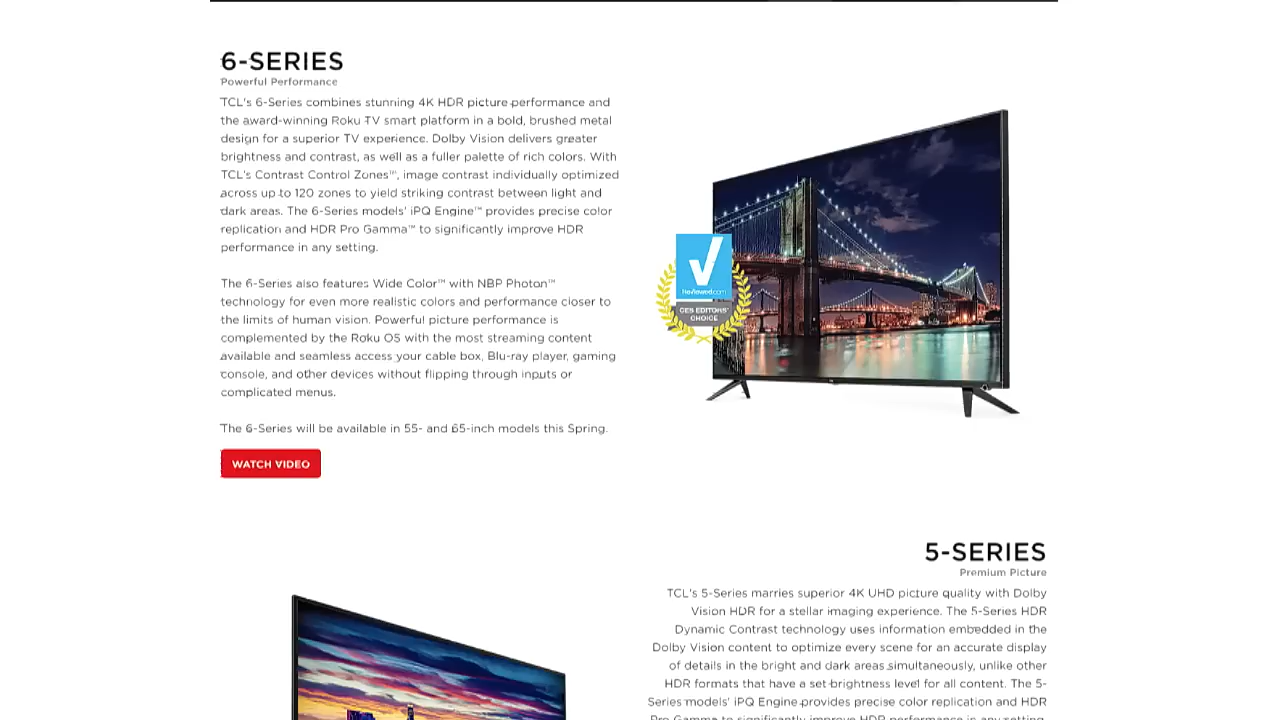 6-SERIES
Powerful Performance
TCL's 6-Series combines stunning 4K HDR picture performance and
the award-winning Roku TV smart platform in a bold, brushed metal
design for a superior TV experience. Dolby Vision delivers greater
brightness and contrast, as well as a fuller palette of rich colors. With
TCL's Contrast Control Zones™, image contrast individually optimized
across up to 120 zones to yield striking contrast between light and
dark areas. The 6-Series models' iPQ Engine™ provides precise color
replication and HDR Pro Gamma™ to significantly improve HDR
performance in any setting.
The 6-Series also features Wide Color™ with NBP Photon™
technology for even more realistic colors and performance closer to
the limits of human vision. Powerful picture performance is
complemented by the Roku OS with the most streaming content
available and seamless access your cable box, Blu-ray player, gaming
console, and other devices without flipping through inputs or
complicated menus.
The 6-Series will be available in 55- and 65-inch models this Spring.
WATCH VIDEO
Reviewed.com
CES EDITORS'
CHOICE
5-SERIES
Premium Picture
TCL's 5-Series marries superior 4K UHD picture quality with Dolby
Vision HDR for a stellar imaging experience. The 5-Series HDR
Dynamic Contrast technology uses information embedded in the
Dolby Vision content to optimize every scene for an accurate display
of details in the bright and dark areas simultaneously, unlike other
HDR formats that have a set brightness level for all content. The 5-
Series models' iPQ Engine provides precise color replication and HDR
Pro Gamma to significantly improve HDR performance in any setting.